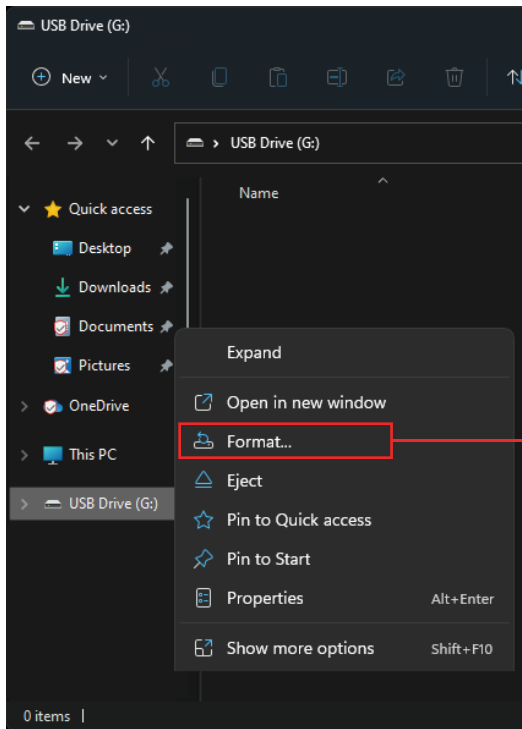 USB Drive (G:)
New
USB Drive (G:)
Name
Quick access
Desktop
Downloads
Documents
Pictures
OneDrive
This PC
USB Drive (G:)
Expand
Open in new window
Format...
Eject
Pin to Quick access
Pin to Start
Properties Alt+Enter
Show more options Shift+F10
0 items